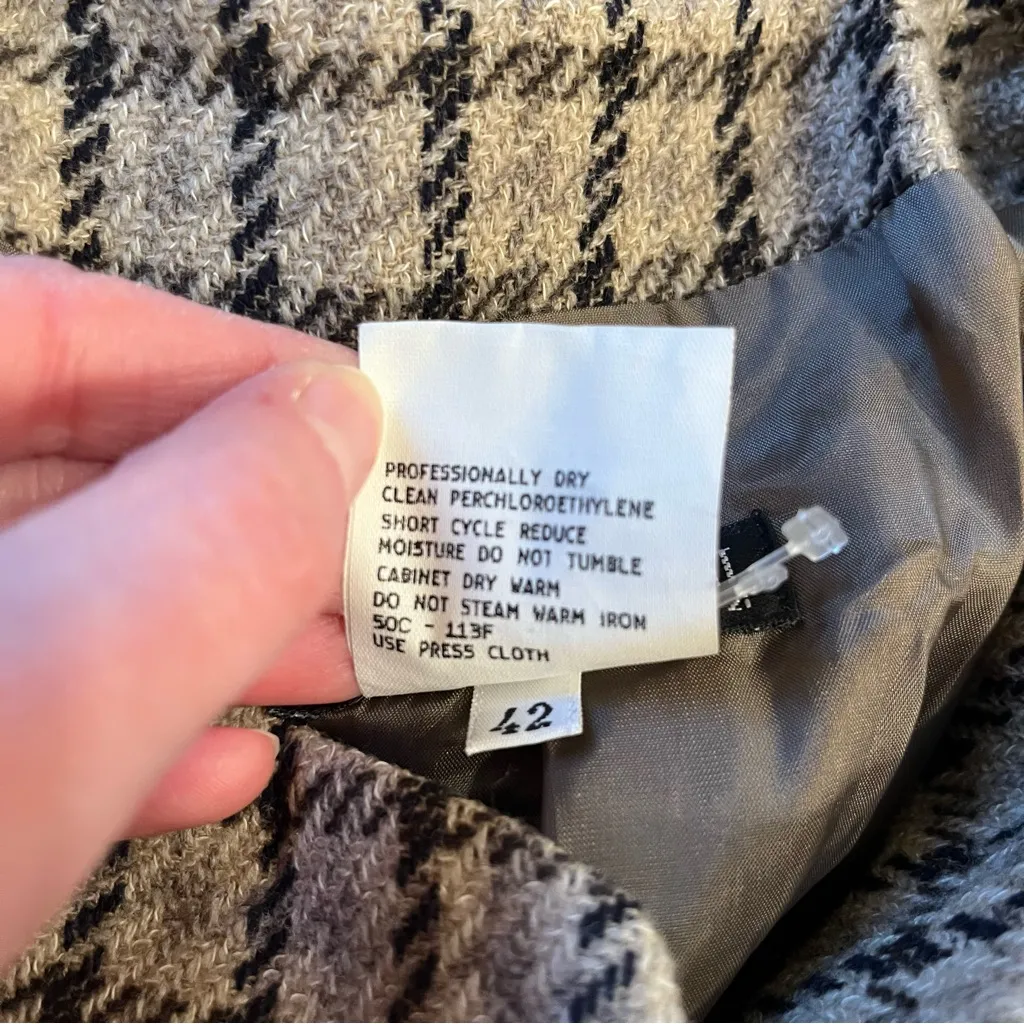 PROFESSIONALLY DRY
CLEAN PERCHLOROETHYLENE
SHORT CYCLE REDUCE
MOISTURE DO NOT TUMBLE
CABINET DRY WARM
DO NOT STEAM WARM IRON
50C - 113F
USE PRESS CLOTH
42